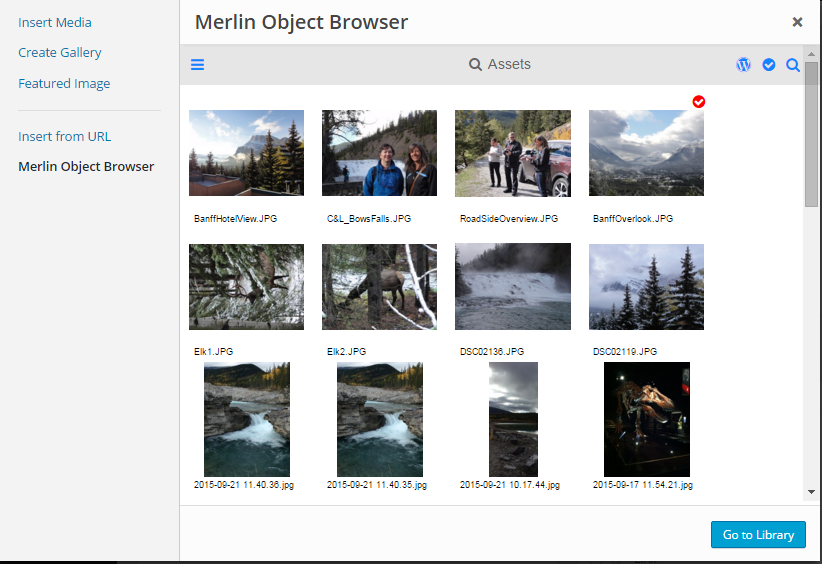 Insert Media
Create Gallery
Featured Image
Insert from URL
Merlin Object Browser
Merlin Object Browser
Assets
BanffHotelView.JPG
C&L_BowsFalls.JPG
RoadSideOverview.JPG
BanffOverlook.JPG
Elk1.JPG
Elk2.JPG
DSC02136.JPG
DSC02119.JPG
2015-09-21 11.40.36.jpg
2015-09-21 11.40.35.jpg
2015-09-21 10.17.44.jpg
2015-09-17 11.54.21.jpg
Go to Library